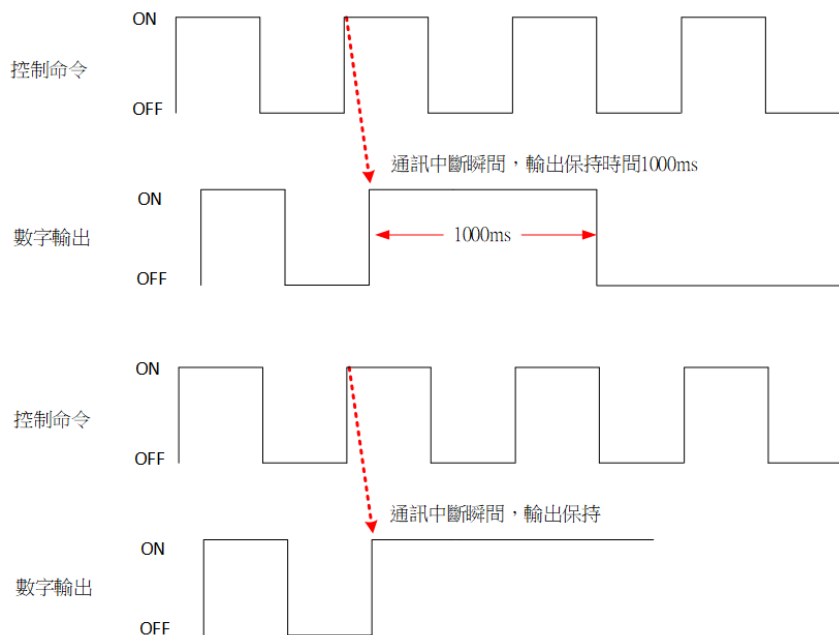 ON
控制命令
OFF
通訊中斷瞬間，輸出保持時間1000ms
ON
數字輸出
1000ms
OFF
ON
控制命令
OFF
通訊中斷瞬間，輸出保持
ON
數字輸出
OFF